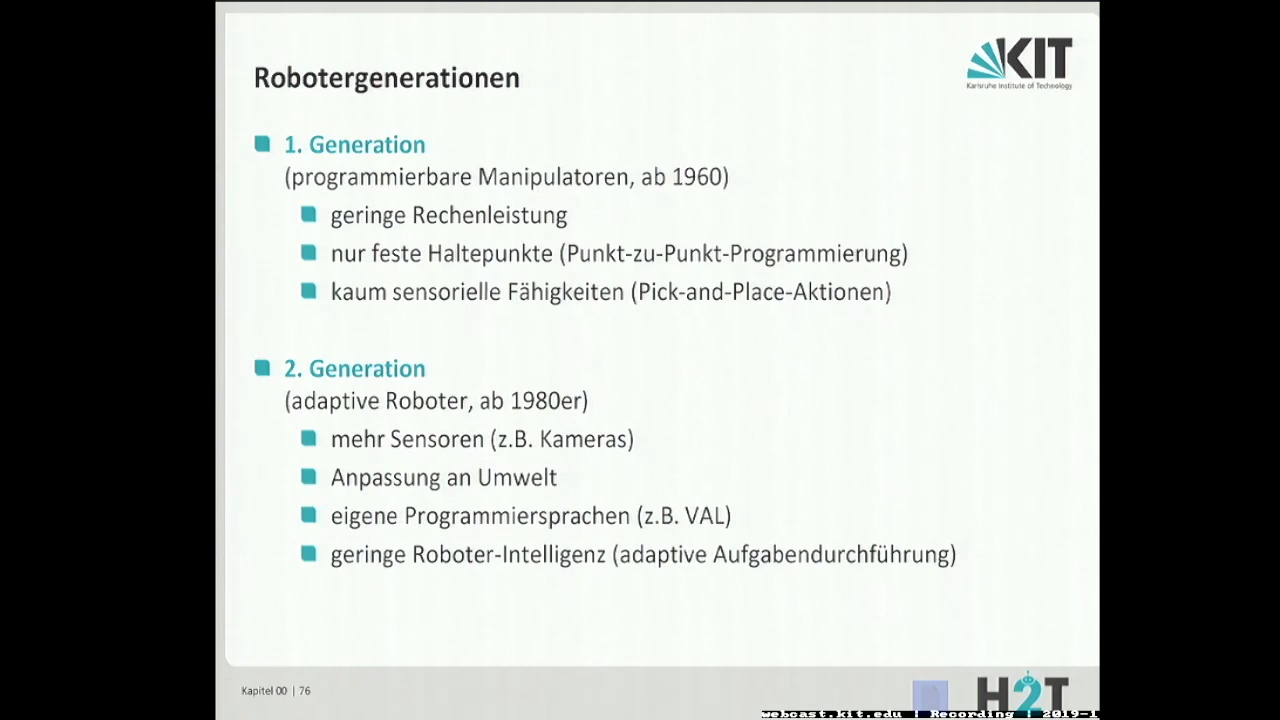 Robotergenerationen
KIT
Karlsruhe Institute of Technology
1. Generation
(programmierbare Manipulatoren, ab 1960)
geringe Rechenleistung
nur feste Haltepunkte (Punkt-zu-Punkt-Programmierung)
kaum sensorielle Fähigkeiten (Pick-and-Place-Aktionen)
2. Generation
(adaptive Roboter, ab 1980er)
mehr Sensoren (z.B. Kameras)
Anpassung an Umwelt
eigene Programmiersprachen (z.B. VAL)
geringe Roboter-Intelligenz (adaptive Aufgabendurchführung)
Kapitel 00 | 76
H2T
webcast.kit.edu | Recording | 2019-1